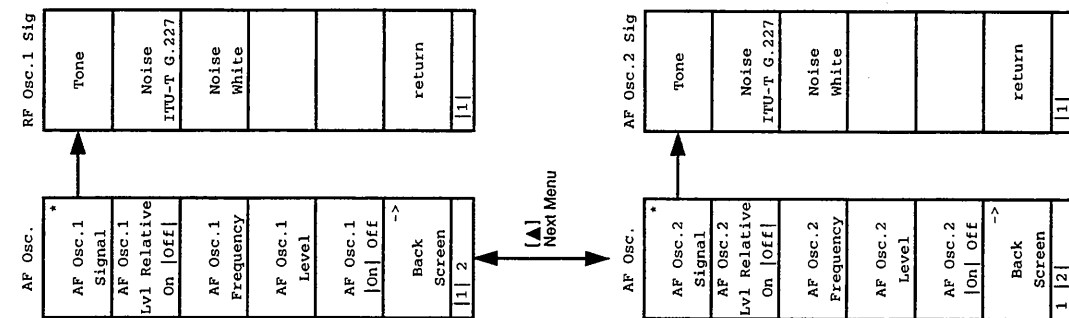 AF Osc.
*
AF Osc.1
Signal
AF Osc.1
Lvl Relative
On |Off|
AF Osc.1
Frequency
AF Osc.1
Level
AF Osc.1
|On| Off
->
Back
Screen
|1| 2
RF Osc.1 Sig
Tone
Noise
ITU-T G.227
Noise
White
return
|1|
[▲]
Next Menu
AF Osc.
*
AF Osc.2
Signal
AF Osc.2
Lvl Relative
On |Off|
AF Osc.2
Frequency
AF Osc.2
Level
AF Osc.2
|On| Off
->
Back
Screen
1 |2|
AF Osc.2 Sig
Tone
Noise
ITU-T G.227
Noise
White
return
|1|